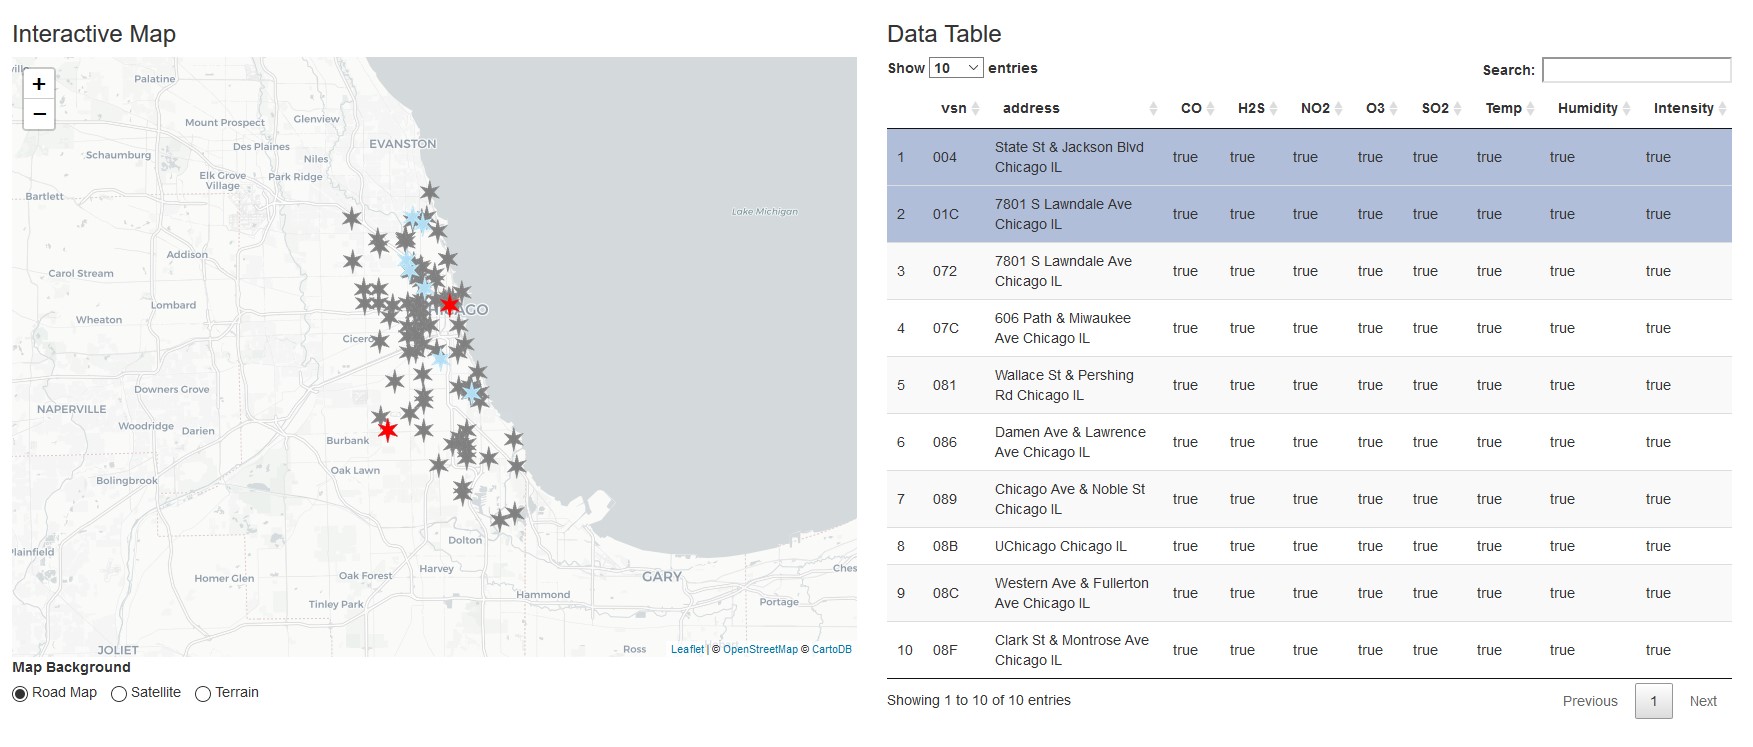 Interactive Map
+
−
Palatine
Mount Prospect
Glenview
Des Plaines
EVANSTON
Schaumburg
Niles
Elk Grove
Village
Park Ridge
Bartlett
Lake Michigan
Addison
Carol Stream
Lombard
Wheaton
Cicero
Downers Grove
NAPERVILLE
Woodridge
Darien
Burbank
Oak Lawn
Bolingbrook
Dolton
Plainfield
Homer Glen
Oak Forest
Harvey
GARY
Ches
Hammond
Tinley Park
Portage
JOLIET
Ross
Leaflet | © OpenStreetMap © CartoDB
Map Background
Road Map Satellite Terrain
Data Table
Show 10 entries
Search:
vsn address CO H2S NO2 O3 SO2 Temp Humidity Intensity
1 004 State St & Jackson Blvd Chicago IL true true true true true true true true
2 01C 7801 S Lawndale Ave Chicago IL true true true true true true true true
3 072 7801 S Lawndale Ave Chicago IL true true true true true true true true
4 07C 606 Path & Miwaukee Ave Chicago IL true true true true true true true true
5 081 Wallace St & Pershing Rd Chicago IL true true true true true true true true
6 086 Damen Ave & Lawrence Ave Chicago IL true true true true true true true true
7 089 Chicago Ave & Noble St Chicago IL true true true true true true true true
8 08B UChicago Chicago IL true true true true true true true true
9 08C Western Ave & Fullerton Ave Chicago IL true true true true true true true true
10 08F Clark St & Montrose Ave Chicago IL true true true true true true true true
Showing 1 to 10 of 10 entries
Previous 1 Next